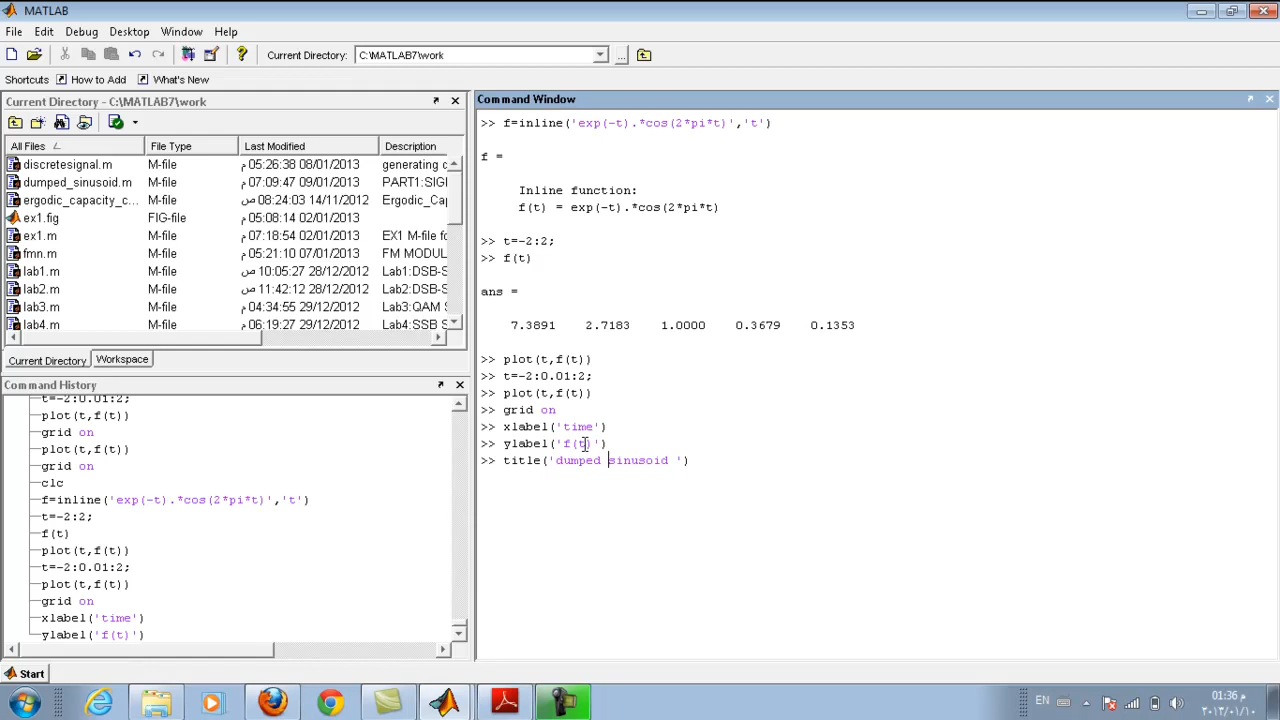 MATLAB
File Edit Debug Desktop Window Help
Current Directory: C:\MATLAB7\work ...
Shortcuts How to Add What's New
Current Directory - C:\MATLAB7\work
All Files File Type Last Modified Description
discretesignal.m M-file م 05:26:38 08/01/2013 generating c
dumped_sinusoid.m M-file م 07:09:47 09/01/2013 PART1:SIG
ergodic_capacity_c... M-file ص 08:24:03 14/11/2012 Ergodic_Cap
ex1.fig FIG-file م 05:08:14 02/01/2013
ex1.m M-file م 07:18:54 02/01/2013 EX1 M-file fo
fmn.m M-file م 05:21:10 07/01/2013 FM MODUL
lab1.m M-file ص 10:05:27 28/12/2012 Lab1:DSB-S
lab2.m M-file ص 11:42:12 28/12/2012 Lab2:DSB-S
lab3.m M-file م 04:34:55 29/12/2012 Lab3:QAM S
lab4.m M-file م 06:19:27 29/12/2012 Lab4:SSB S
Current Directory Workspace
Command History
t=-2:0.01:2;
plot(t,f(t))
grid on
plot(t,f(t))
grid on
clc
f=inline('exp(-t).*cos(2*pi*t)','t')
t=-2:2;
f(t)
plot(t,f(t))
t=-2:0.01:2;
plot(t,f(t))
grid on
xlabel('time')
ylabel('f(t)')
Command Window
>> f=inline('exp(-t).*cos(2*pi*t)','t')
f =
Inline function:
f(t) = exp(-t).*cos(2*pi*t)
>> t=-2:2;
>> f(t)
ans =
7.3891 2.7183 1.0000 0.3679 0.1353
>> plot(t,f(t))
>> t=-2:0.01:2;
>> plot(t,f(t))
>> grid on
>> xlabel('time')
>> ylabel('f(t)')
>> title('dumped sinusoid ')
Start
EN
01:36 م
٢٠١٣/٠١/١٠